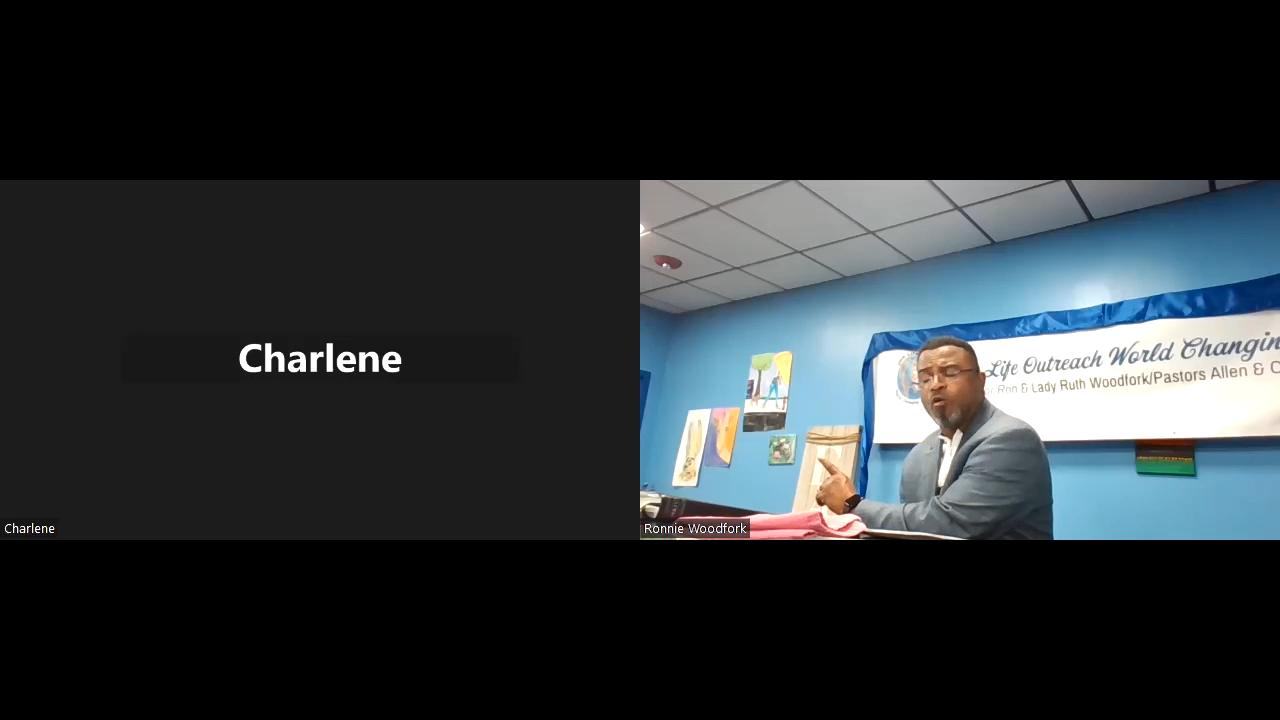 Charlene
Charlene
Life Outreach World Changin
Ron & Lady Ruth Woodfork/Pastors Allen & C
Ronnie Woodfork